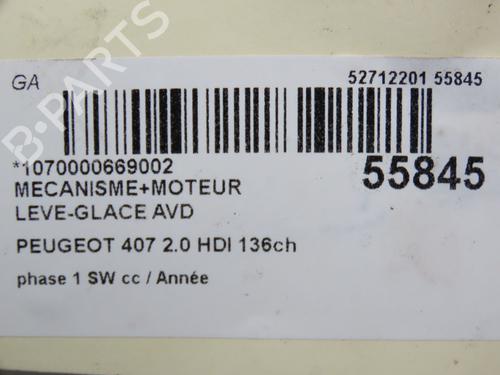 GA
52712201 55845
*1070000669002
55845
MECANISME+MOTEUR
LEVE-GLACE AVD
PEUGEOT 407 2.0 HDI 136ch
phase 1 SW cc / Année
B-PARTS